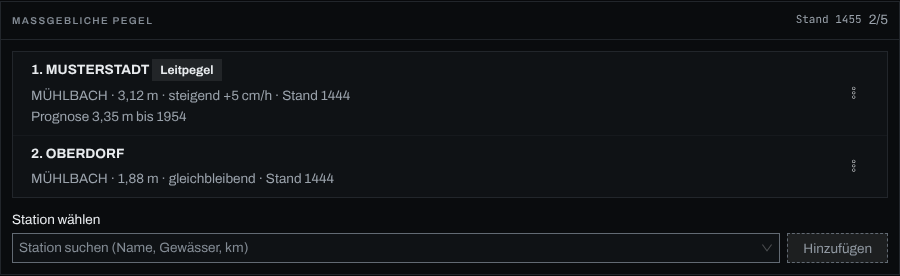 MASSGEBLICHE PEGEL
Stand 1455 2/5
1. MUSTERSTADT Leitpegel
MÜHLBACH · 3,12 m · steigend +5 cm/h · Stand 1444
Prognose 3,35 m bis 1954
2. OBERDORF
MÜHLBACH · 1,88 m · gleichbleibend · Stand 1444
Station wählen
Station suchen (Name, Gewässer, km)
Hinzufügen